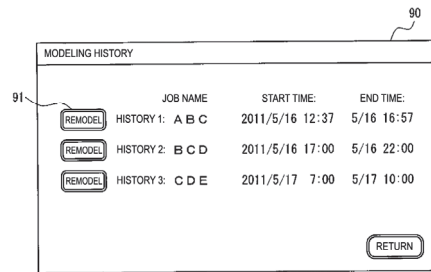 90
MODELING HISTORY
91
JOB NAME START TIME: END TIME:
REMODEL HISTORY 1: A B C 2011/5/16 12:37 5/16 16:57
REMODEL HISTORY 2: B C D 2011/5/16 17:00 5/16 22:00
REMODEL HISTORY 3: C D E 2011/5/17 7:00 5/17 10:00
RETURN